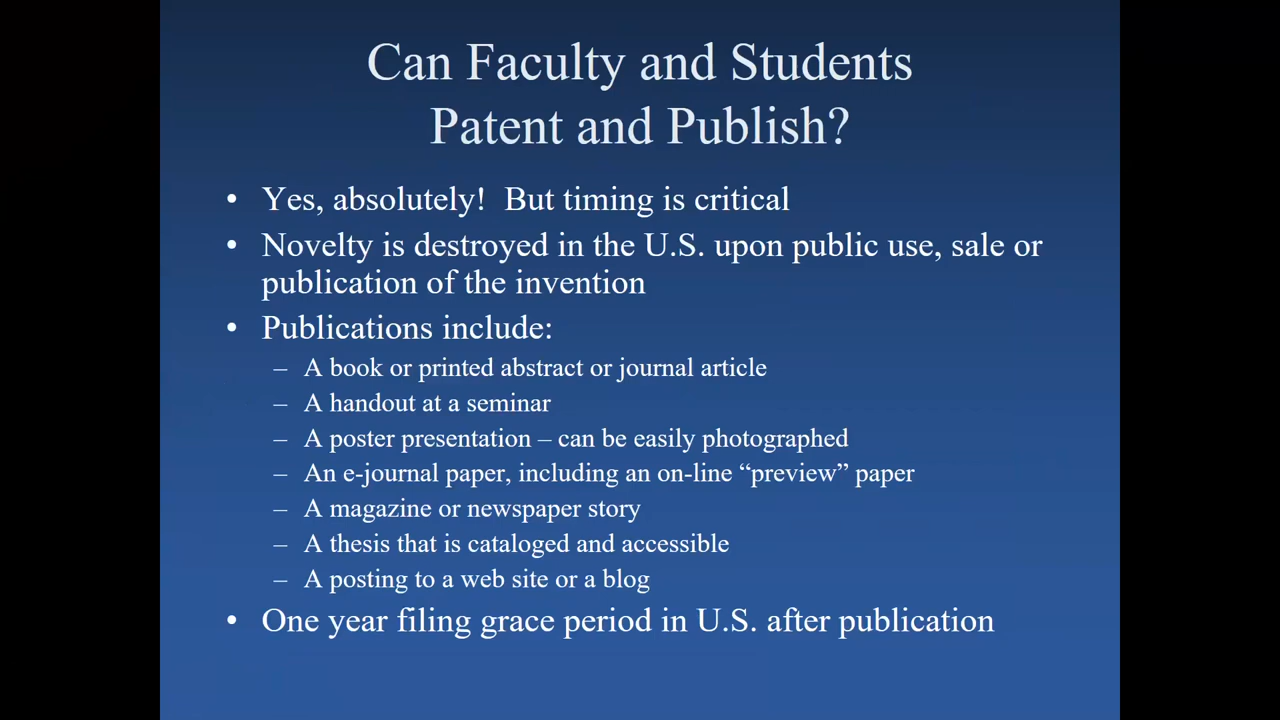 Can Faculty and Students
Patent and Publish?
• Yes, absolutely!  But timing is critical
• Novelty is destroyed in the U.S. upon public use, sale or
publication of the invention
• Publications include:
– A book or printed abstract or journal article
– A handout at a seminar
– A poster presentation – can be easily photographed
– An e-journal paper, including an on-line “preview” paper
– A magazine or newspaper story
– A thesis that is cataloged and accessible
– A posting to a web site or a blog
• One year filing grace period in U.S. after publication